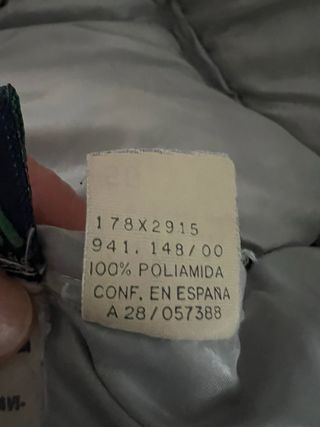 178X2915
941. 148/00
100% POLIAMIDA
CONF. EN ESPAÑA
A 28/057388